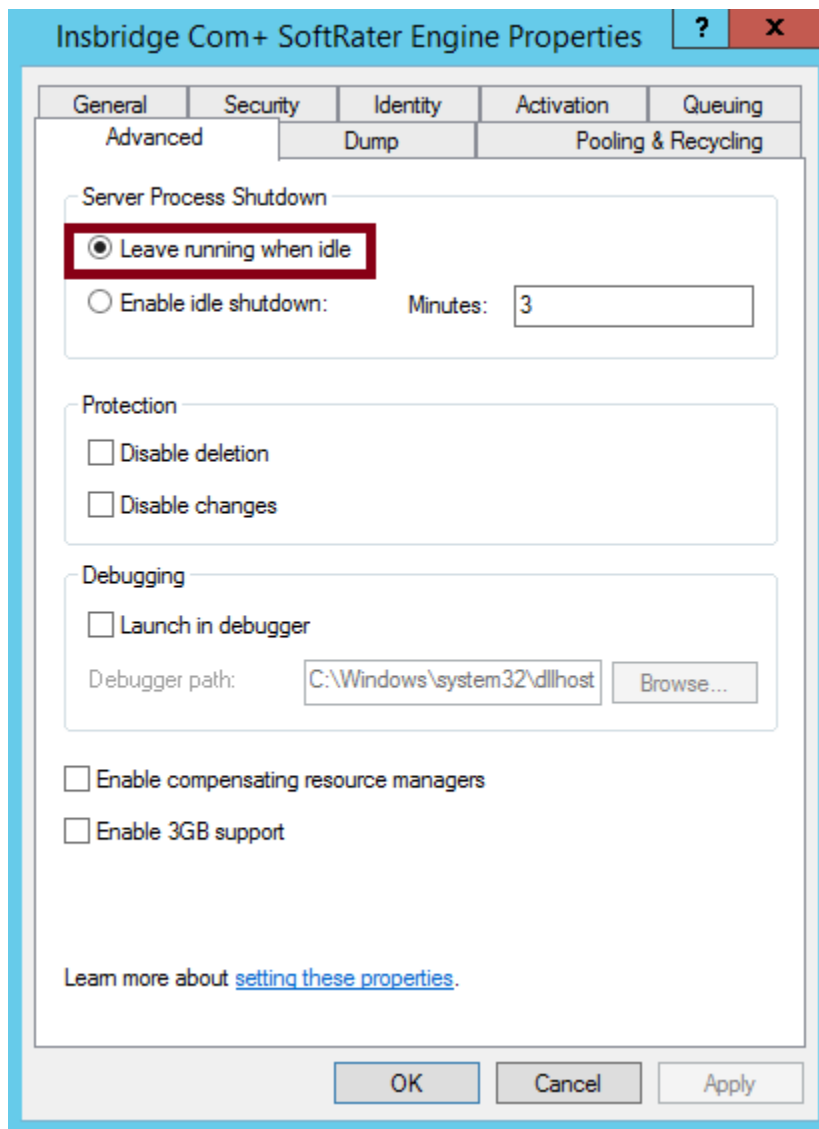 Insbridge Com+ SoftRater Engine Properties ? x
General Security Identity Activation Queuing
Advanced Dump Pooling & Recycling
Server Process Shutdown
Leave running when idle
Enable idle shutdown: Minutes: 3
Protection
Disable deletion
Disable changes
Debugging
Launch in debugger
Debugger path: C:\Windows\system32\dllhost Browse...
Enable compensating resource managers
Enable 3GB support
Learn more about setting these properties.
OK Cancel Apply